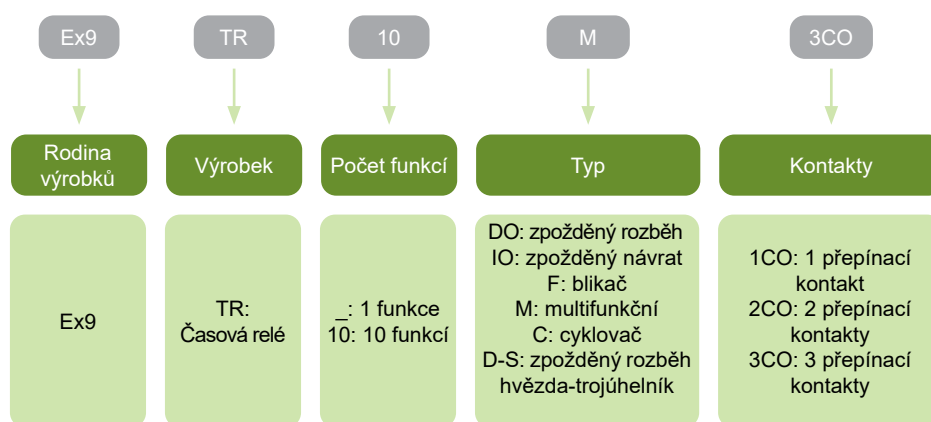 Ex9
TR
10
M
3CO
Rodina
výrobků
Výrobek
Počet funkcí
Typ
Kontakty
Ex9
TR:
Časová relé
_: 1 funkce
10: 10 funkcí
DO: zpožděný rozběh
IO: zpožděný návrat
F: blikač
M: multifunkční
C: cyklovač
D-S: zpožděný rozběh
hvězda-trojúhelník
1CO: 1 přepínací
kontakt
2CO: 2 přepínací
kontakty
3CO: 3 přepínací
kontakty